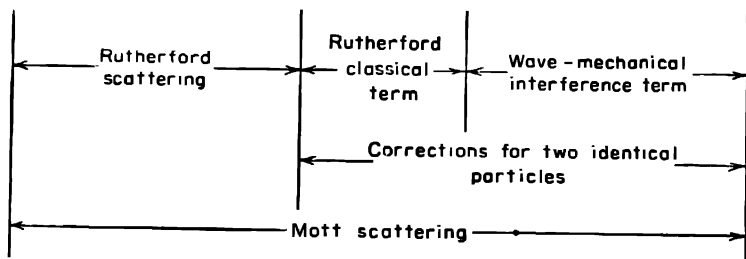 Rutherford
scattering
Rutherford
classical
term
Wave-mechanical
interference term
Corrections for two identical
particles
Mott scattering